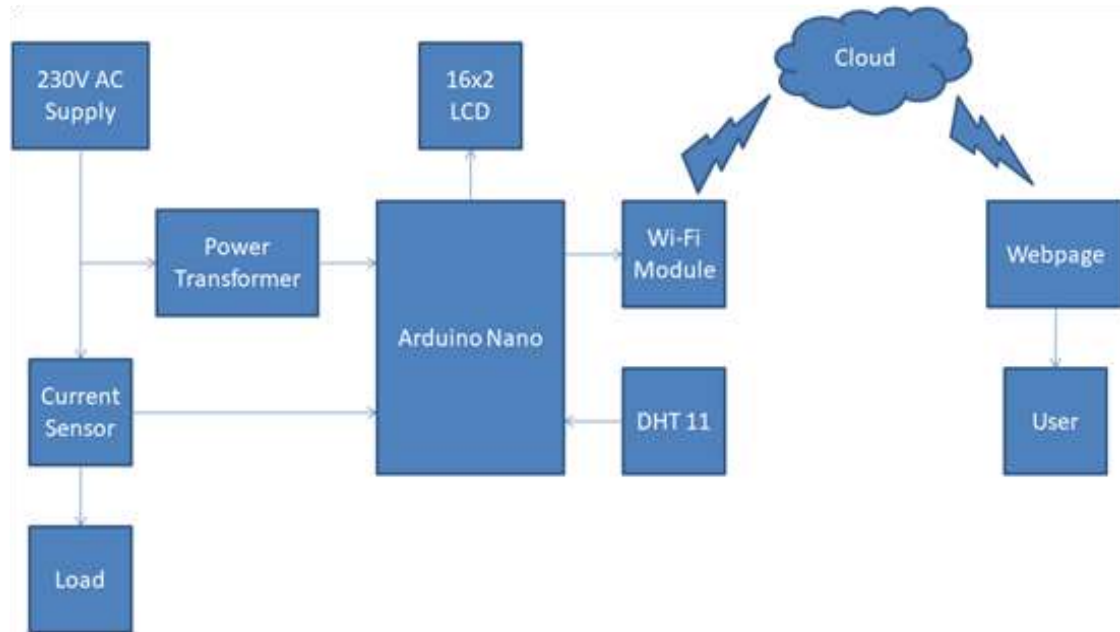 230V AC
Supply
16x2
LCD
Cloud
Power
Transformer
Arduino Nano
Wi-Fi
Module
Webpage
Current
Sensor
DHT 11
User
Load